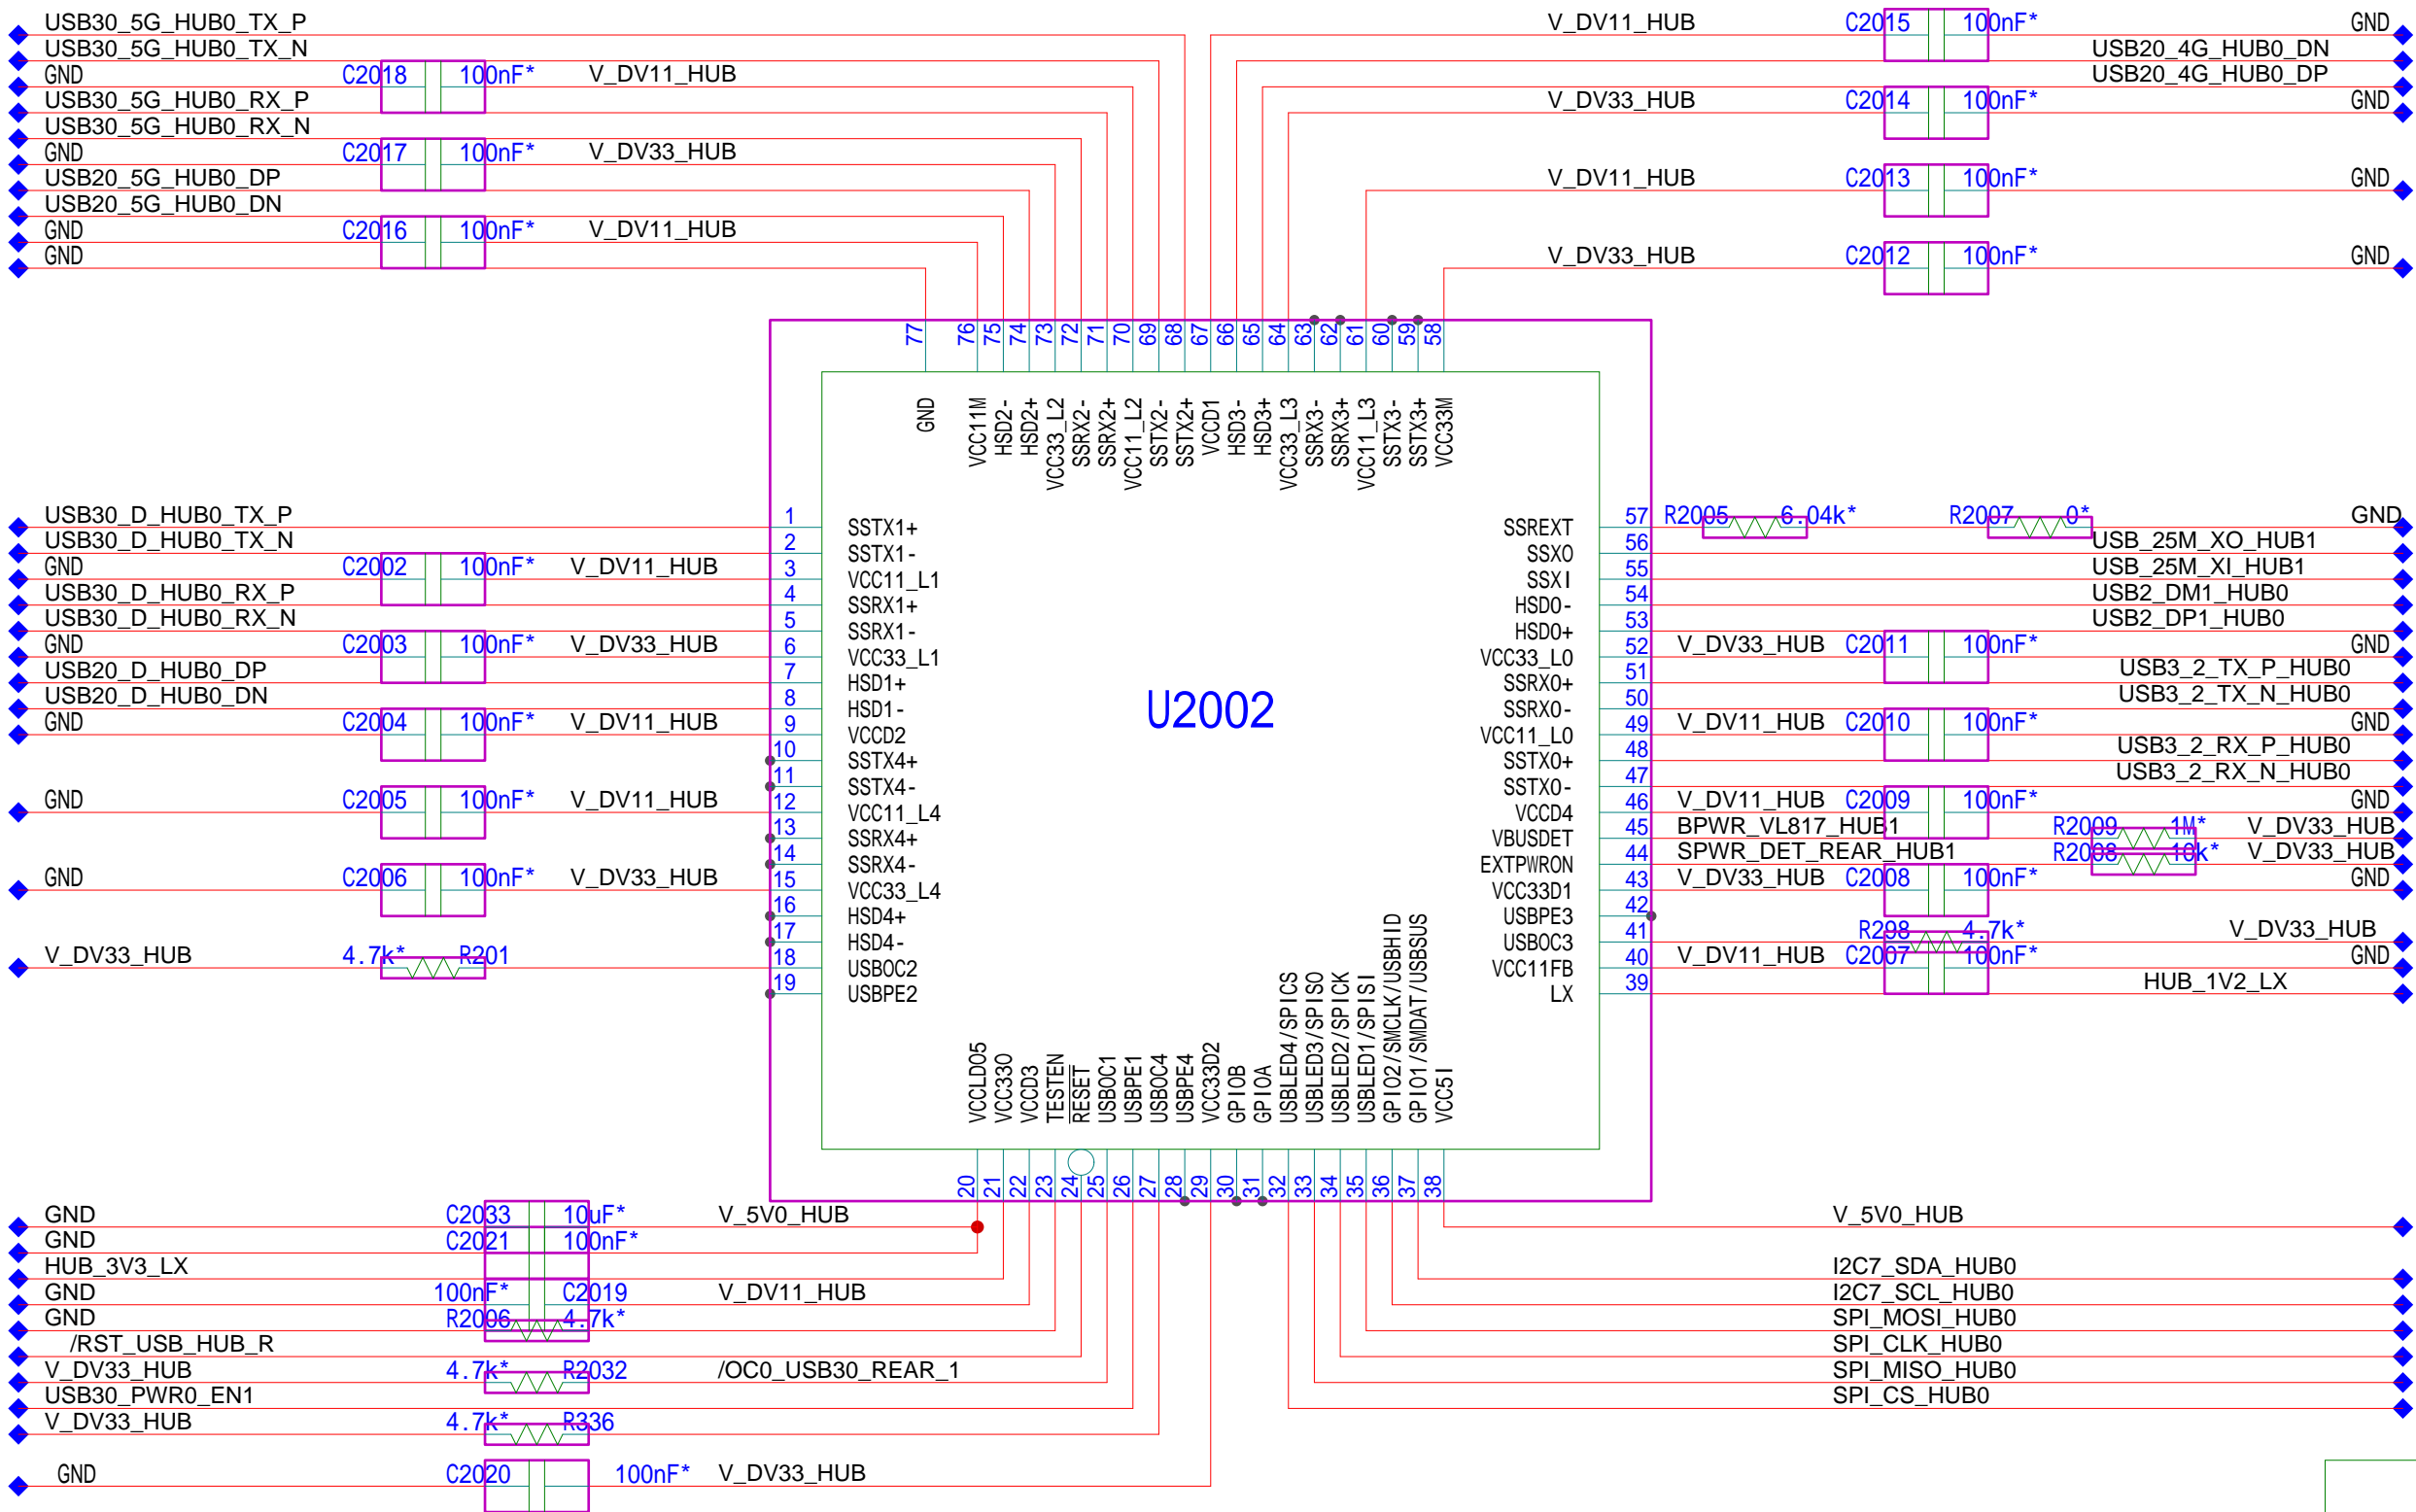 USB30_5G_HUB0_TX_P
USB30_5G_HUB0_TX_N
GND C2018 100nF* V_DV11_HUB
USB30_5G_HUB0_RX_P
USB30_5G_HUB0_RX_N
GND C2017 100nF* V_DV33_HUB
USB20_5G_HUB0_DP
USB20_5G_HUB0_DN
GND C2016 100nF* V_DV11_HUB
GND
V_DV11_HUB C2015 100nF* GND
USB20_4G_HUB0_DN
USB20_4G_HUB0_DP
V_DV33_HUB C2014 100nF* GND
V_DV11_HUB C2013 100nF* GND
V_DV33_HUB C2012 100nF* GND
77 GND
76 VCC11M
75 HSD2-
74 HSD2+
73 VCC33_L2
72 SSRX2-
71 SSRX2+
70 VCC11_L2
69 SSTX2-
68 SSTX2+
67 VCCD1
66 HSD3-
65 HSD3+
64 VCC33_L3
63 SSRX3-
62 SSRX3+
61 VCC11_L3
60 SSTX3-
59 SSTX3+
58 VCC33M
USB30_D_HUB0_TX_P 1 SSTX1+
USB30_D_HUB0_TX_N 2 SSTX1-
GND C2002 100nF* V_DV11_HUB 3 VCC11_L1
USB30_D_HUB0_RX_P 4 SSRX1+
USB30_D_HUB0_RX_N 5 SSRX1-
GND C2003 100nF* V_DV33_HUB 6 VCC33_L1
USB20_D_HUB0_DP 7 HSD1+
USB20_D_HUB0_DN 8 HSD1-
GND C2004 100nF* V_DV11_HUB 9 VCCD2
10 SSTX4+
11 SSTX4-
GND C2005 100nF* V_DV11_HUB 12 VCC11_L4
13 SSRX4+
14 SSRX4-
GND C2006 100nF* V_DV33_HUB 15 VCC33_L4
16 HSD4+
17 HSD4-
V_DV33_HUB 4.7k* R201 18 USBOC2
19 USBPE2
U2002
SSREXT 57 R2005 6.04k* R2007 0* GND
SSXO 56 USB_25M_XO_HUB1
SSXI 55 USB_25M_XI_HUB1
HSD0- 54 USB2_DM1_HUB0
HSD0+ 53 USB2_DP1_HUB0
VCC33_L0 52 V_DV33_HUB C2011 100nF* GND
SSRX0+ 51 USB3_2_TX_P_HUB0
SSRX0- 50 USB3_2_TX_N_HUB0
VCC11_L0 49 V_DV11_HUB C2010 100nF* GND
SSTX0+ 48 USB3_2_RX_P_HUB0
SSTX0- 47 USB3_2_RX_N_HUB0
VCCD4 46 V_DV11_HUB C2009 100nF* GND
VBUSDET 45 BPWR_VL817_HUB1 R2009 1M* V_DV33_HUB
EXTPWRON 44 SPWR_DET_REAR_HUB1 R2008 10k* V_DV33_HUB
VCC33D1 43 V_DV33_HUB C2008 100nF* GND
USBPE3 42
USBOC3 41 R298 4.7k* V_DV33_HUB
VCC11FB 40 V_DV11_HUB C2007 100nF* GND
LX 39 HUB_1V2_LX
VCCLDO5 20
VCC33O 21
VCCD3 22
TESTEN 23
RESET 24
USBOC1 25
USBPE1 26
USBOC4 27
USBPE4 28
VCC33D2 29
GPIOB 30
GPIOA 31
USBLED4/SPICS 32
USBLED3/SPISO 33
USBLED2/SPICK 34
USBLED1/SPISI 35
GPIO2/SMCLK/USBHID 36
GPIO1/SMDAT/USBSUS 37
VCC5I 38
GND C2033 10uF* V_5V0_HUB
GND C2021 100nF*
HUB_3V3_LX
GND 100nF* C2019 V_DV11_HUB
GND R2006 4.7k*
/RST_USB_HUB_R
V_DV33_HUB 4.7k* R2032 /OC0_USB30_REAR_1
USB30_PWR0_EN1
V_DV33_HUB 4.7k* R336
GND C2020 100nF* V_DV33_HUB
V_5V0_HUB
I2C7_SDA_HUB0
I2C7_SCL_HUB0
SPI_MOSI_HUB0
SPI_CLK_HUB0
SPI_MISO_HUB0
SPI_CS_HUB0